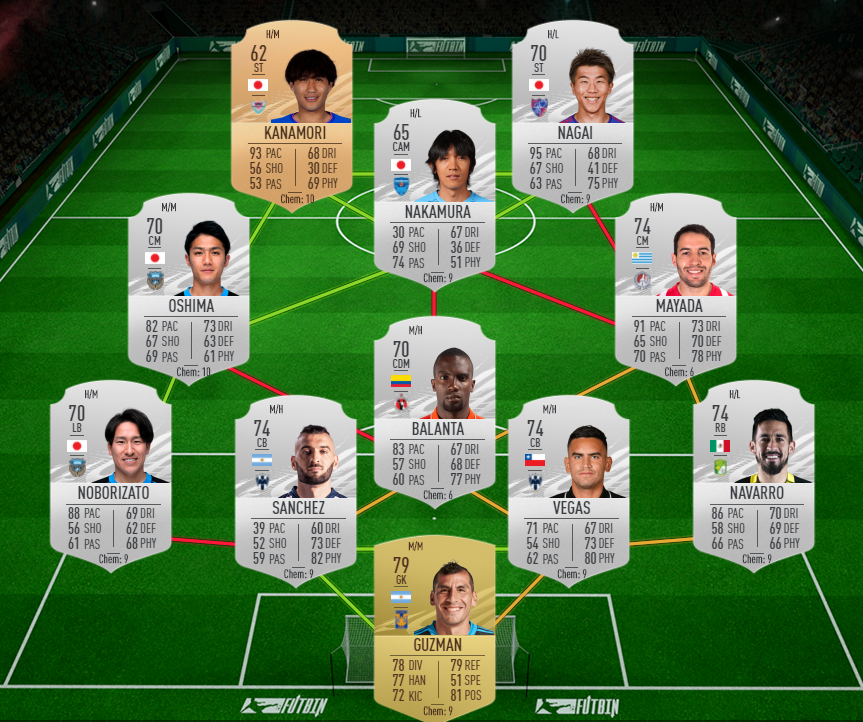 FUTBIN
FUTBIN
H/M
62
ST
KANAMORI
93 PAC 68 DRI
56 SHO 30 DEF
53 PAS 69 PHY
Chem: 10
H/L
70
ST
NAGAI
95 PAC 68 DRI
67 SHO 41 DEF
63 PAS 75 PHY
Chem: 9
H/L
65
CAM
NAKAMURA
30 PAC 67 DRI
69 SHO 36 DEF
74 PAS 51 PHY
Chem: 9
M/M
70
CM
OSHIMA
82 PAC 73 DRI
67 SHO 63 DEF
69 PAS 61 PHY
Chem: 10
H/M
74
CM
MAYADA
91 PAC 73 DRI
65 SHO 70 DEF
70 PAS 78 PHY
Chem: 6
M/H
70
CDM
BALANTA
83 PAC 67 DRI
57 SHO 68 DEF
60 PAS 77 PHY
Chem: 6
H/M
70
LB
NOBORIZATO
88 PAC 69 DRI
56 SHO 62 DEF
61 PAS 68 PHY
Chem: 9
M/H
74
CB
SANCHEZ
39 PAC 60 DRI
52 SHO 73 DEF
59 PAS 82 PHY
Chem: 9
M/H
74
CB
VEGAS
71 PAC 67 DRI
54 SHO 73 DEF
62 PAS 80 PHY
Chem: 9
H/L
74
RB
NAVARRO
86 PAC 70 DRI
58 SHO 69 DEF
66 PAS 66 PHY
Chem: 9
M/M
79
GK
GUZMAN
78 DIV 79 REF
77 HAN 51 SPE
72 KIC 81 POS
Chem: 9
FUTBIN
FUTBIN